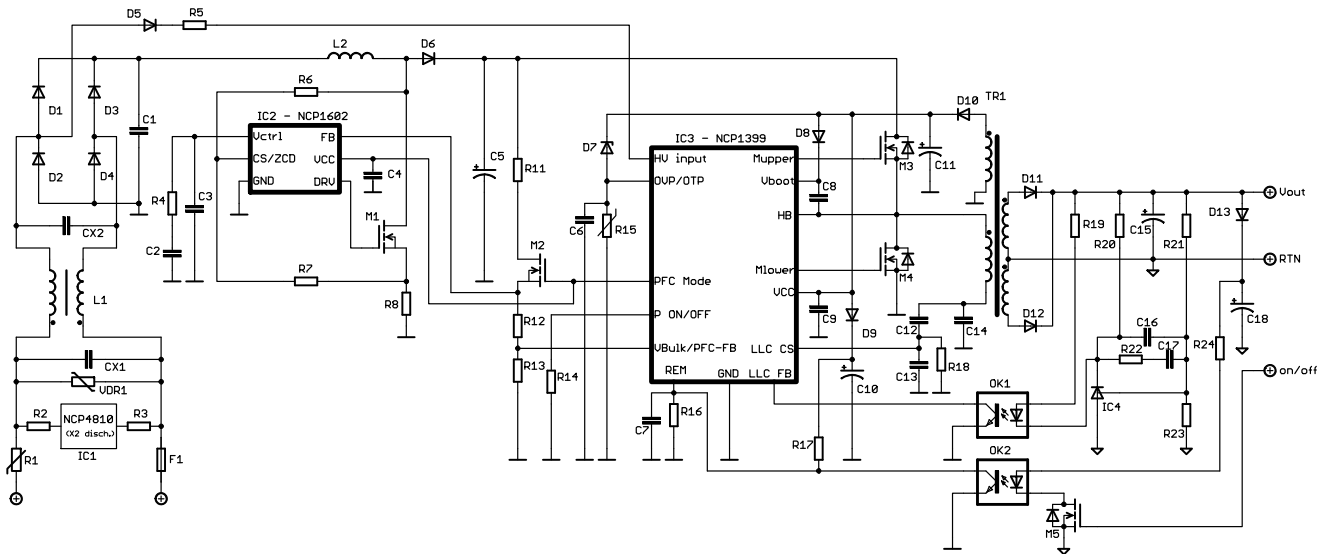 D5
R5
L2
D6
R6
D1
D3
C1
IC2 - NCP1602
Vctrl
FB
CS/ZCD
VCC
GND
DRV
C4
D2
D4
R4
C3
C2
CX2
M1
R7
R8
L1
CX1
VDR1
R2
NCP4810
(X2 disch.)
R3
IC1
R1
F1
C5
R11
M2
R12
R13
R14
D7
C6
R15
IC3 - NCP1399
HV input
Mupper
OVP/OTP
Vboot
HB
Mlower
PFC Mode
VCC
P ON/OFF
VBulk/PFC-FB
LLC CS
REM
GND
LLC FB
C7
R16
D8
C8
M3
C11
D10
TR1
M4
C9
D9
C10
C12
C14
C13
R18
R17
OK1
OK2
D11
D12
R19
R20
C15
R21
D13
Vout
RTN
C18
C16
C17
R22
R24
IC4
R23
on/off
M5